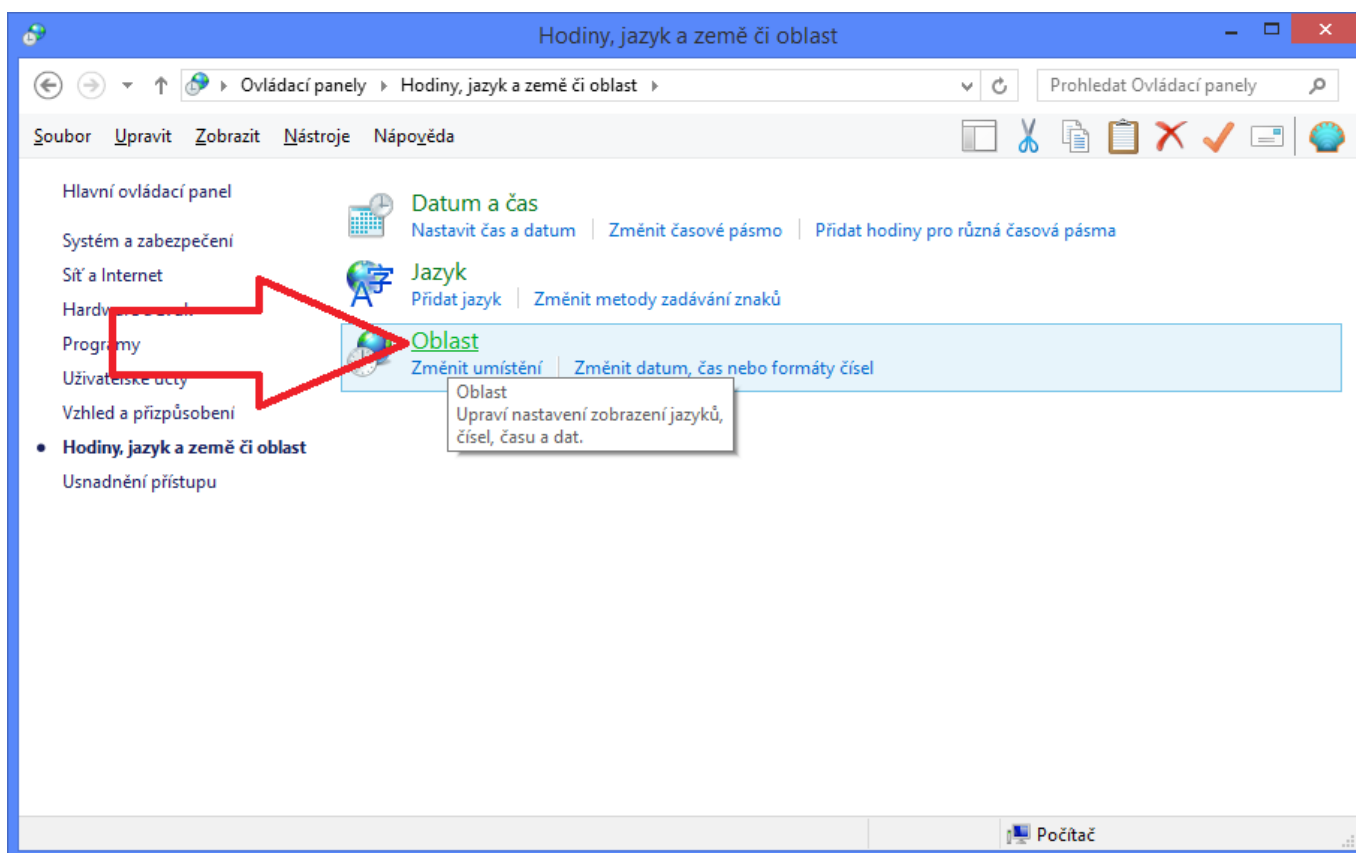 Hodiny, jazyk a země či oblast
Ovládací panely Hodiny, jazyk a země či oblast Prohledat Ovládací panely
Soubor Upravit Zobrazit Nástroje Nápověda
Hlavní ovládací panel
Systém a zabezpečení
Síť a Internet
Programy
Vzhled a přizpůsobení
Hodiny, jazyk a země či oblast
Usnadnění přístupu
Datum a čas
Nastavit čas a datum Změnit časové pásmo Přidat hodiny pro různá časová pásma
Jazyk
Přidat jazyk Změnit metody zadávání znaků
Oblast
Změnit umístění Změnit datum, čas nebo formáty čísel
Oblast
Upraví nastavení zobrazení jazyků,
čísel, času a dat.
Počítač